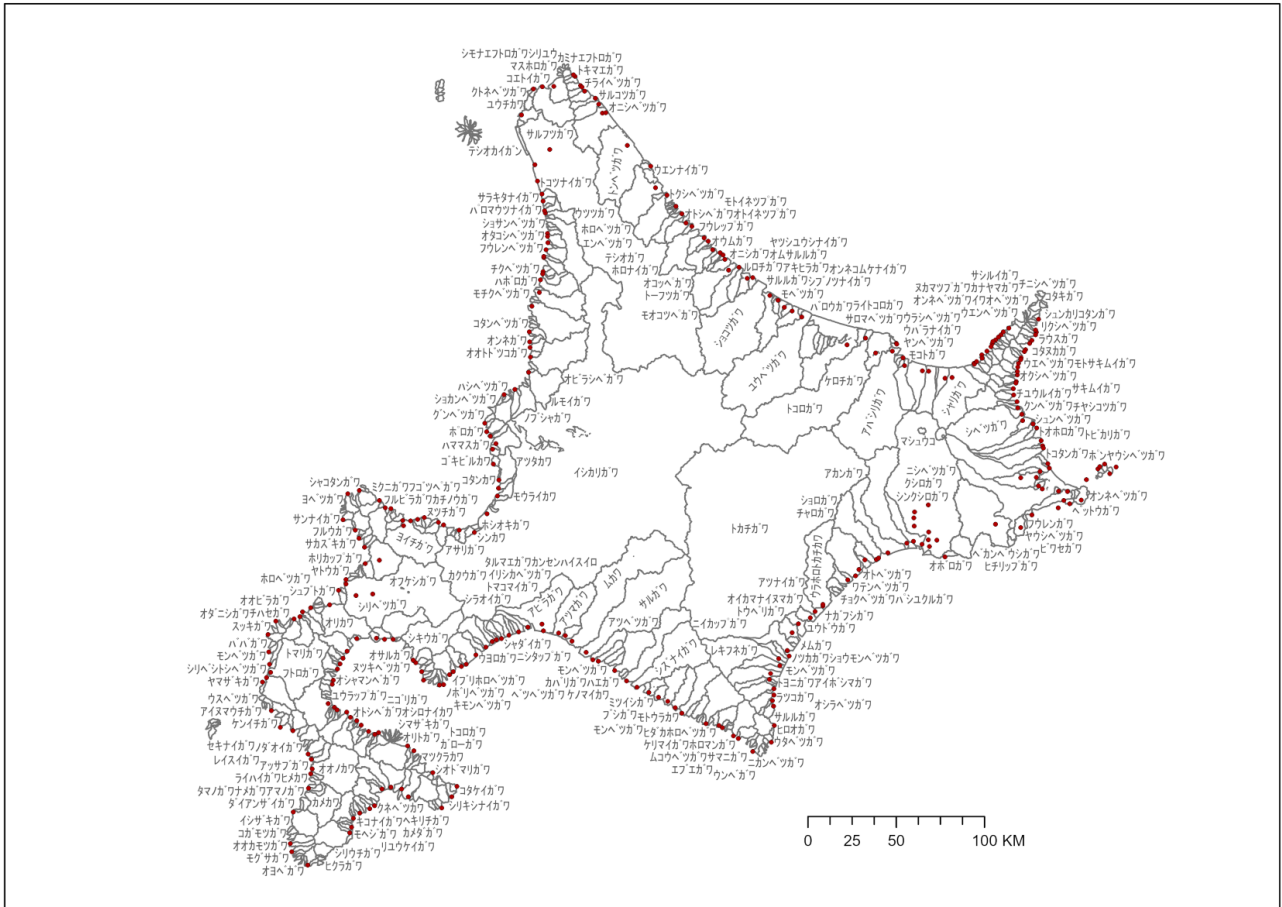 シモナエフトロガワシリユウ カミナエフトロガワ
マスホロガワ
トキマエガワ
コエトイガワ
チライベツガワ
クトネベツガワ
サルコツガワ
ユウチガワ
オニシベツガワ
サルフツガワ
テシオカイガン
トンベツガワ
ウエンナイガワ
トコツナイガワ
トクシベツガワ
サラキタナイガワ
モトイネツプガワ
パロマウツナイガワ
ウツツガワ
オトシベガワオトイネツプガワ
ショサンベツガワ
ホロベツガワ
フウレップガワ
オタコシベツガワ
エンベツガワ
オウムガワ
ヤツシユウシナイガワ
フウレンベツガワ
テシオガワ
オニシガワオムサルルガワ
チクベツガワ
ホロナイガワ
ルロチガワアキヒラガワオンネコムケナイガワ
ハボロガワ
オコッペガワ
サルルガワシブノツナイガワ
モチクベツガワ
トーフツガワ
モベツガワ
モオコツペガワ
バロウガワライトコロガワ
コタンベツガワ
ショコツガワ
サロマベツガワウラシベツガワ
オンネガワ
ウバラナイガワ
オオトドツコガワ
ヤンベツガワ
モコトガワ
サシルイガワ
ヌカマツプガワカナヤマガワ チニシベツガワ
オンネベツガワイワオベツガワ コタキガワ
ウエンベツガワ
シュンカリコタンガワ
リクシベツガワ
ラウスガワ
コタヌカガワ
ウエベツガワモトサキムイガワ
オクシベツガワ
チュウルイガワ サキムイガワ
クンベツガワチヤシコツガワ
シュンベツガワ
トオホロガワトビカリガワ
トコタンガワ ポンヤウシベツガワ
オンネベツガワ
ベットウガワ
フウレンガワ
ヤウシベツガワ
ビワセガワ
ベカンベウシガワ
ヒチリップガワ
オホロガワ
ユウベツガワ
ケロチガワ
トコロガワ
アバシリガワ
シャリガワ
シベツガワ
マシュウコ
アカンガワ
ニシベツガワ
クシロガワ
シンクシロガワ
ショロガワ
チャロガワ
オビラシベガワ
ハシベツガワ
ルモイガワ
ショカンベツガワ
ノブシャガワ
グンベツガワ
ポロガワ
ハママスガワ
アツタガワ
ゴキビルガワ
イシカリガワ
コタンガワ
モウライガワ
トカチガワ
ウラホロトカチガワ
シャコタンガワ
ミクニガワフゴツペガワ
ヨベツガワ
フルビラガワカチノウガワ
サンナイガワ
ヌッチガワ
ホシオキガワ
フルウガワ
ヨイチガワ
シンカワ
サカズキガワ
アサリガワ
ホリカップガワ
タルマエガワカンセンハイスイロ
ヤトウガワ
オフケシガワ
カクウガワイリシカベツガワ
ホロベツガワ
トマコマイガワ
シュブトガワ
シリベツガワ
シラオイガワ
オオビラガワ
オダニシガワチハセガワ
オリカワ
スッキガワ
ババガワ
シキウガワ
トマリガワ
オサルガワ
モンベツガワ
ヌッキベツガワ
シリベシトシベツガワ
フトロガワ
オシャマンベガワ
ヤマザキガワ
ユウラップガワ
ニゴリガワ
ウスベツガワ
オトシベガワオシロナイガワ
アイヌマウチガワ
シマザキガワ
ケンイチガワ
トコロガワ
オリトガワ
ガローガワ
セキナイガワノダオイガワ
マツクラガワ
レイスイガワ アッサブガワ
オオノガワ
シオドマリガワ
ライハイガワヒメガワ
タマノガワナメガワアマノガワ
コタケイガワ
ダイアンザイガワ
カメガワ
クネベツガワ
シリキシナイガワ
イシザキガワ
キコナイガワヘキリチガワ
コガモツガワ
モヘジガワ カメダガワ
オオカモツガワ
シリウチガワ
リユウケイガワ
モグサガワ
ヒクラガワ
オヨベガワ
アビラガワ
アツマガワ
ムカワ
サルガワ
アツベツガワ
ニイカップガワ
シズナイガワ
シャダイガワ
ウヨロガワニシタップガワ
イブリホロベツガワ
ノボリベツガワ
キモンベツガワ
モンベツガワ
カバリガワハエガワ
ベツベツガワケノマイガワ
ミツイシガワ
ブシガワ
モトウラガワ
モンベツガワヒダカホロベツガワ
ケリマイガワホロマンガワ
ムコウベツガワサマニガワ
ニカンベツガワ
エブエガワ
ウンベガワ
アツナイガワ
オトベツガワ
オイカマナイヌマガワ
ワテンベツガワ
トウベリガワ
チョクベツガワパシュクルガワ
ナカブシガワ
ユウドウガワ
メムガワ
レキフネガワ
ノッカガワショウモンベツガワ
モンベツガワ
トヨニガワアイボシマガワ
ラツコガワ
オシラベツガワ
サルルガワ
ヒロオガワ
ウタベツガワ
0 25 50 100 KM